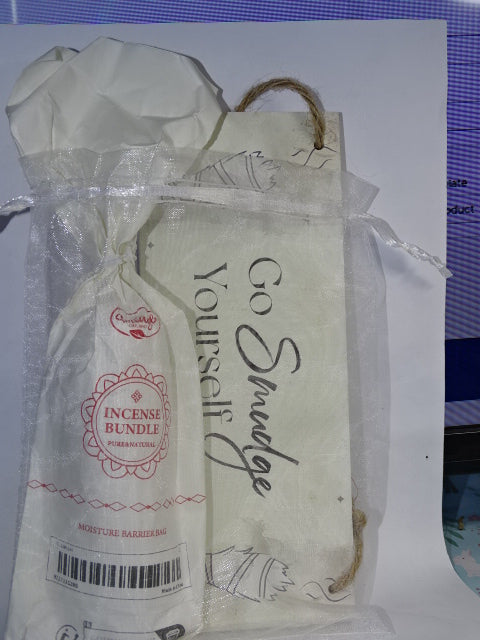 INCENSE
BUNDLE
PURE&NATURAL
MOISTURE BARRIER BAG
Go
Smudge
Yourself